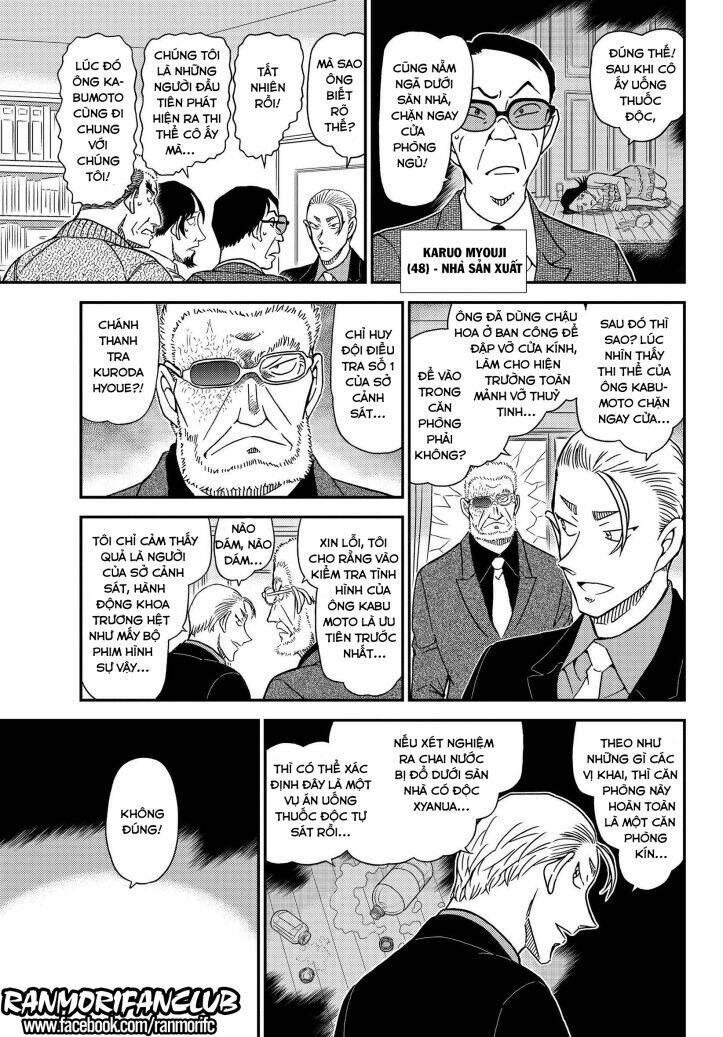 ĐÚNG THẾ!
SAU KHI CÔ
ẤY UỐNG
THUỐC
ĐỘC,
CŨNG NẰM
NGÃ DƯỚI
SÀN NHÀ,
CHẶN NGAY
CỬA
PHÒNG
NGỦ!
KARUO MYOUJI
(48) - NHÀ SẢN XUẤT
MÀ SAO
ÔNG
BIẾT
RÕ
THẾ?
TẤT
NHIÊN
RỒI!
CHÚNG TÔI
LÀ NHỮNG
NGƯỜI ĐẦU
TIÊN PHÁT
HIỆN RA THI
THỂ CÔ ẤY
MÀ...
LÚC ĐÓ
ÔNG KA-
BUMOTO
CŨNG ĐI
CHUNG
VỚI
CHÚNG
TÔI!
SAU ĐÓ THÌ
SAO? LÚC
NHÌN THẤY
THI THỂ CỦA
ÔNG KABU-
MOTO CHẶN
NGAY CỬA...
ÔNG ĐÃ DÙNG CHẬU
HOA Ở BAN CÔNG ĐỂ
ĐẬP VỠ CỬA KÍNH,
LÀM CHO HIỆN
TRƯỜNG TOÀN
MẢNH VỠ THUỶ
TINH...
ĐỂ VÀO
TRONG
CĂN
PHÒNG
PHẢI
KHÔNG?
CHỈ HUY
ĐỘI ĐIỀU
TRA SỐ 1
CỦA SỞ
CẢNH
SÁT...
CHÁNH
THANH
TRA
KURODA
HYOUE?!
XIN LỖI, TÔI
CHO RẰNG VÀO
KIỂM TRA TÌNH
HÌNH CỦA
ÔNG KABU
MOTO LÀ ƯU
TIÊN TRƯỚC
NHẤT...
NÀO
DÁM, NÀO
DÁM...
TÔI CHỈ CẢM THẤY
QUẢ LÀ NGƯỜI
CỦA SỞ CẢNH
SÁT, HÀNH
ĐỘNG KHOA
TRƯƠNG HỆT
NHƯ MẤY BỘ
PHIM HÌNH
SỰ VẬY...
THEO NHƯ
NHỮNG GÌ CÁC
VỊ KHAI, THÌ CĂN
PHÒNG NÀY
HOÀN TOÀN
LÀ MỘT CĂN
PHÒNG
KÍN...
NẾU XÉT NGHIỆM
RA CHAI NƯỚC
BỊ ĐỔ DƯỚI SÀN
NHÀ CÓ ĐỘC
XYANUA...
THÌ CÓ THỂ XÁC
ĐỊNH ĐÂY LÀ MỘT
VỤ ÁN UỐNG
THUỐC ĐỘC TỰ
SÁT RỒI...
KHÔNG
ĐÚNG!
RANMORIFANCLUB
www.facebook.com/ranmorifc